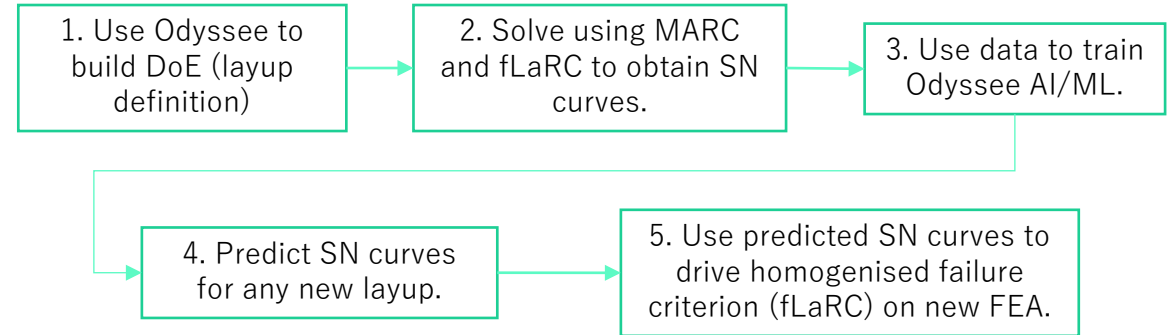 1. Use Odyssee to
build DoE (layup
definition)
2. Solve using MARC
and fLaRC to obtain SN
curves.
3. Use data to train
Odyssee AI/ML.
4. Predict SN curves
for any new layup.
5. Use predicted SN curves to
drive homogenised failure
criterion (fLaRC) on new FEA.